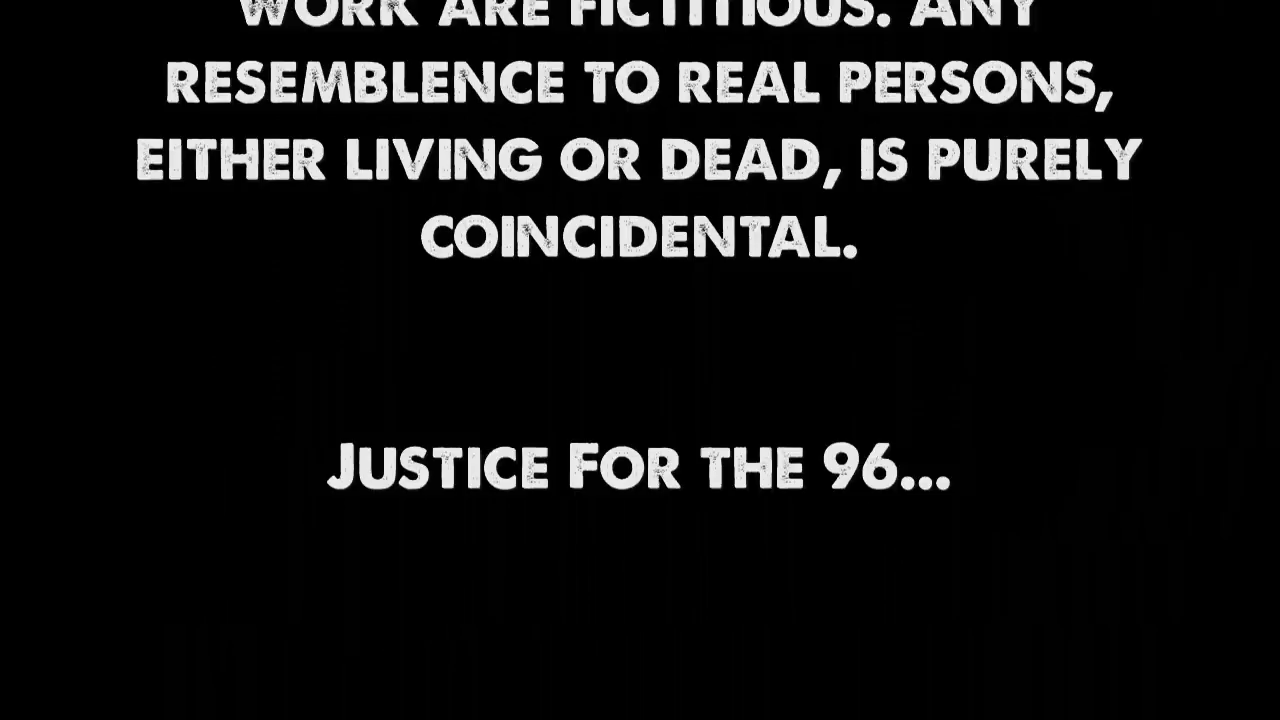 WORK ARE FICTITIOUS. ANY
RESEMBLENCE TO REAL PERSONS,
EITHER LIVING OR DEAD, IS PURELY
COINCIDENTAL.
JUSTICE FOR THE 96...